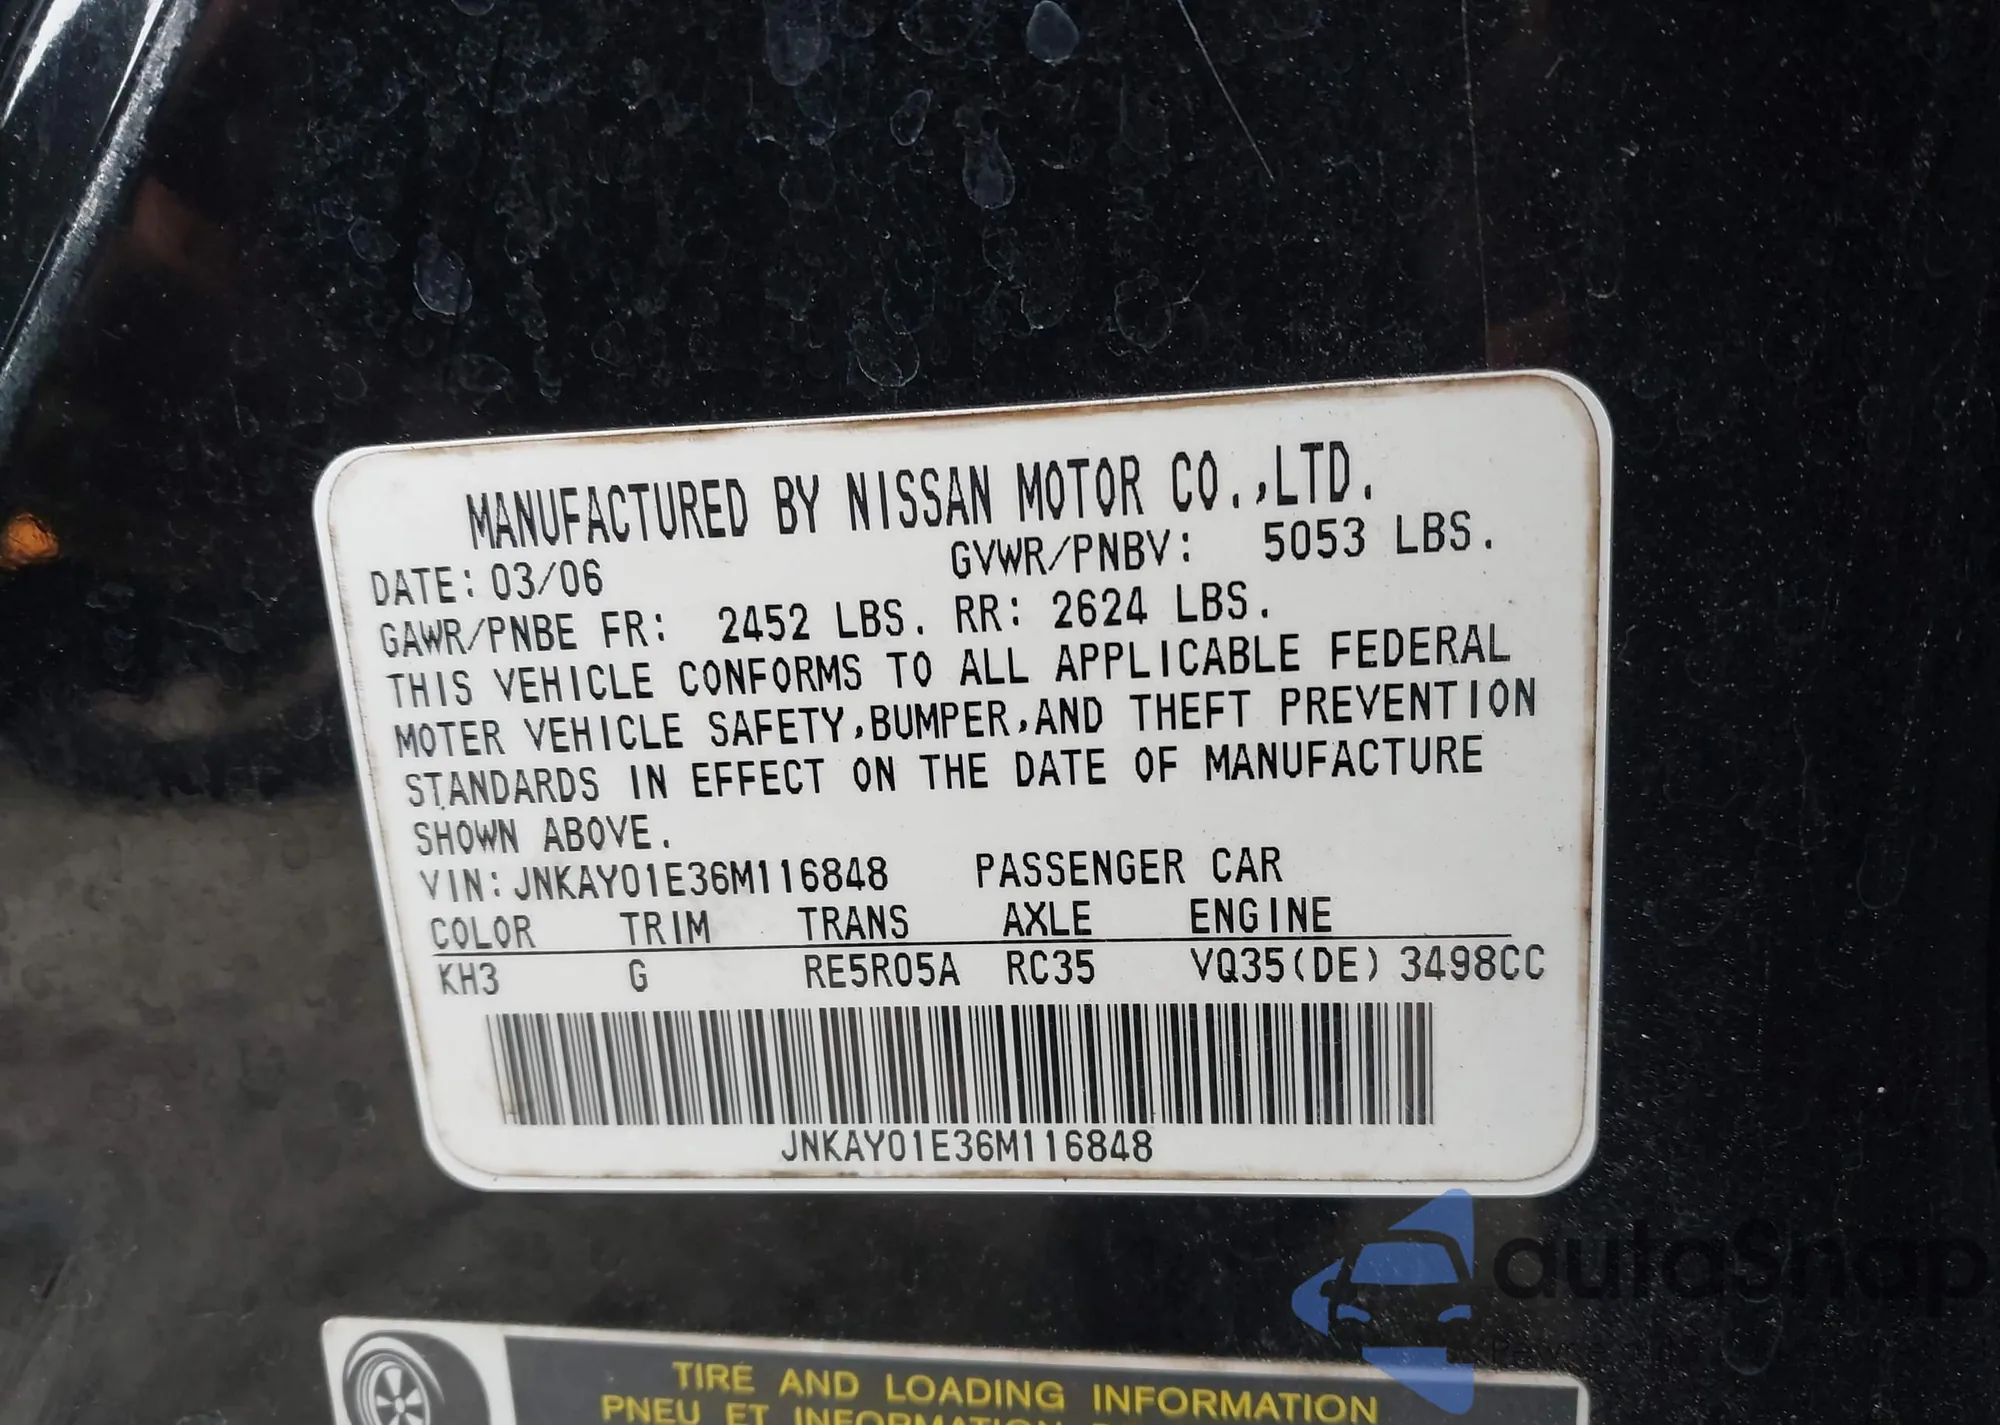 MANUFACTURED BY NISSAN MOTOR CO.,LTD.
DATE: 03/06 GVWR/PNBV: 5053 LBS.
GAWR/PNBE FR: 2452 LBS. RR: 2624 LBS.
THIS VEHICLE CONFORMS TO ALL APPLICABLE FEDERAL
MOTER VEHICLE SAFETY,BUMPER,AND THEFT PREVENTION
STANDARDS IN EFFECT ON THE DATE OF MANUFACTURE
SHOWN ABOVE.
VIN: JNKAY01E36M116848 PASSENGER CAR
COLOR TRIM TRANS AXLE ENGINE
KH3 G RE5R05A RC35 VQ35(DE) 3498CC
JNKAY01E36M116848
autoSnap
TIRE AND LOADING INFORMATION
PNEU ET INFORMATION